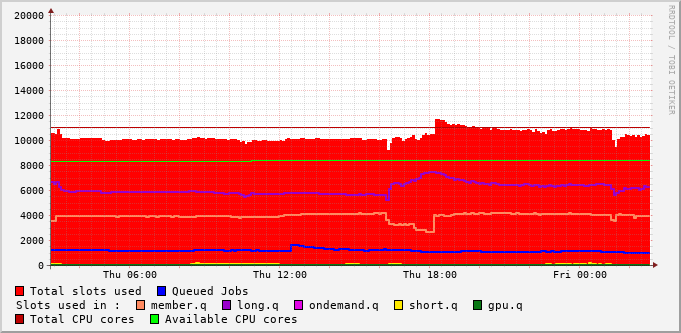 RRDTOOL / TOBI OETIKER
20000
18000
16000
14000
12000
10000
8000
6000
4000
2000
0
Thu 06:00 Thu 12:00 Thu 18:00 Fri 00:00
Total slots used Queued Jobs
Slots used in : member.q long.q ondemand.q short.q gpu.q
Total CPU cores Available CPU cores